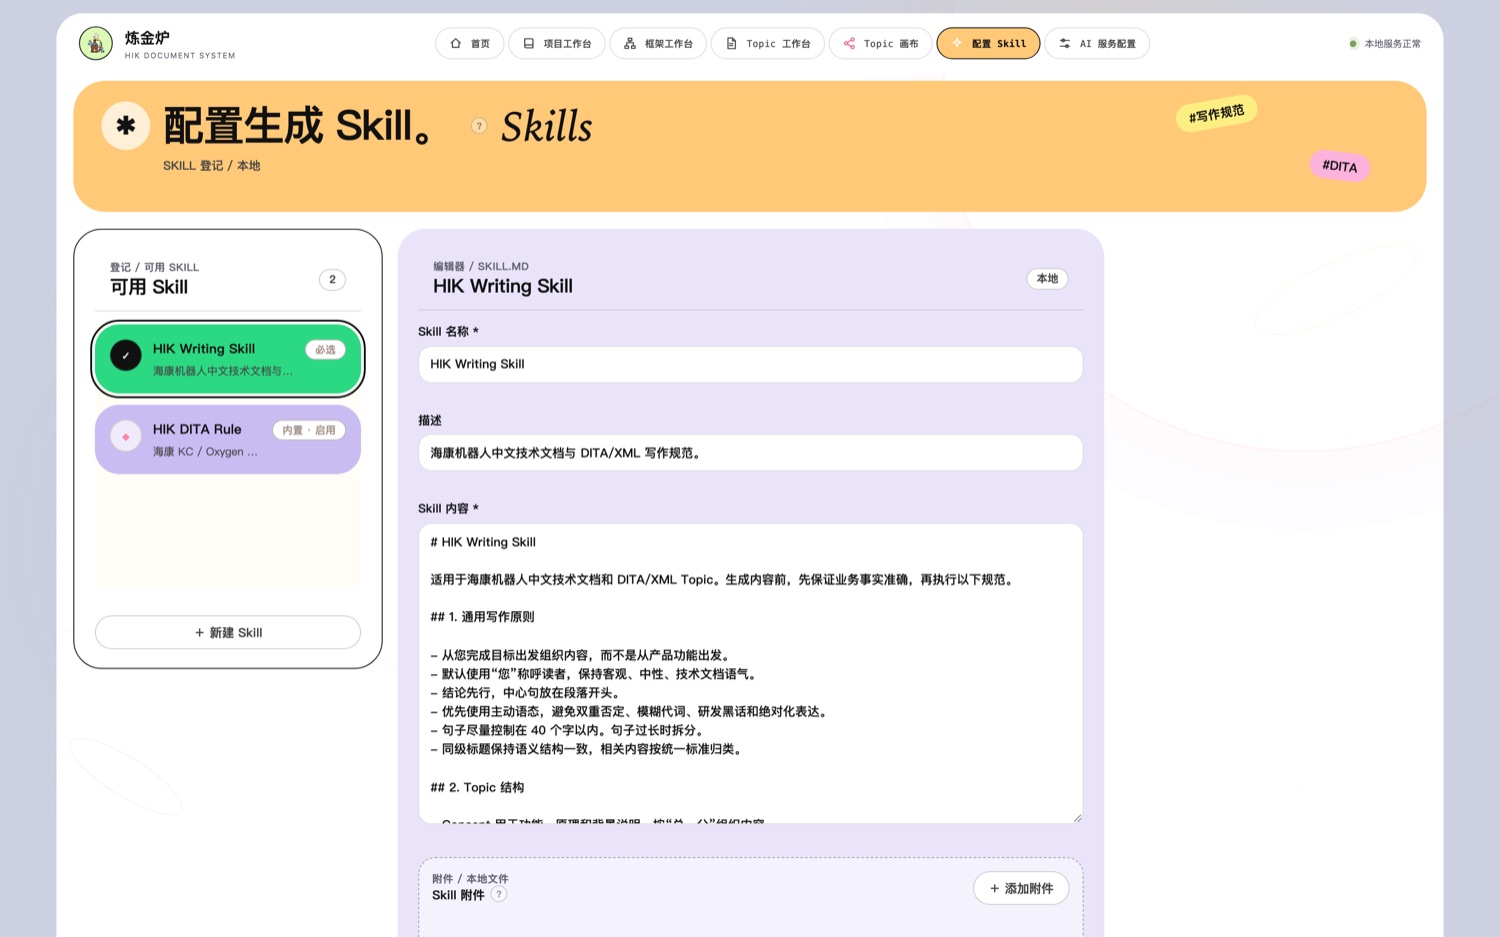 炼金炉
HIK DOCUMENT SYSTEM
首页
项目工作台
框架工作台
Topic 工作台
Topic 画布
配置 Skill
AI 服务配置
本地服务正常
配置生成 Skill。
?
Skills
SKILL 登记 / 本地
#写作规范
#DITA
登记 / 可用 SKILL
可用 Skill
2
HIK Writing Skill
必选
海康机器人中文技术文档与...
HIK DITA Rule
内置 · 启用
海康 KC / Oxygen ...
+ 新建 Skill
编辑器 / SKILL.MD
HIK Writing Skill
本地
Skill 名称 *
HIK Writing Skill
描述
海康机器人中文技术文档与 DITA/XML 写作规范。
Skill 内容 *
# HIK Writing Skill
适用于海康机器人中文技术文档和 DITA/XML Topic。生成内容前，先保证业务事实准确，再执行以下规范。
## 1. 通用写作原则
- 从您完成目标出发组织内容，而不是从产品功能出发。
- 默认使用“您”称呼读者，保持客观、中性、技术文档语气。
- 结论先行，中心句放在段落开头。
- 优先使用主动语态，避免双重否定、模糊代词、研发黑话和绝对化表达。
- 句子尽量控制在 40 个字以内。句子过长时拆分。
- 同级标题保持语义结构一致，相关内容按统一标准归类。
## 2. Topic 结构
附件 / 本地文件
Skill 附件
?
+ 添加附件